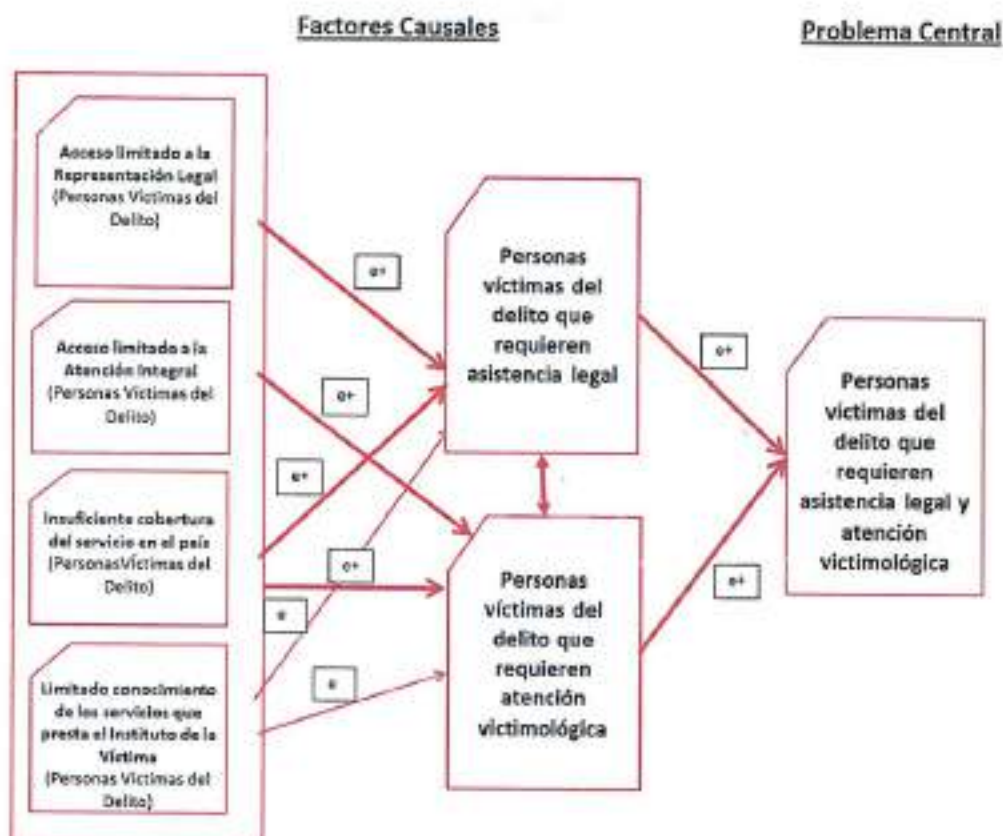 Factores Causales
Problema Central
Acceso limitado a la
Representación Legal
(Personas Víctimas del
Delito)
Acceso limitado a la
Atención Integral
(Personas Víctimas del
Delito)
Insuficiente cobertura
del servicio en el país
(PersonasVíctimas del
Delito)
Limitado conocimiento
de los servicios que
presta el Instituto de la
Víctima
(Personas Víctimas del
Delito)
e+
e+
e+
e+
e
e
Personas
víctimas del
delito que
requieren
asistencia legal
Personas
víctimas del
delito que
requieren
atención
victimológica
e+
e+
Personas
víctimas del
delito que
requieren
asistencia legal y
atención
victimológica